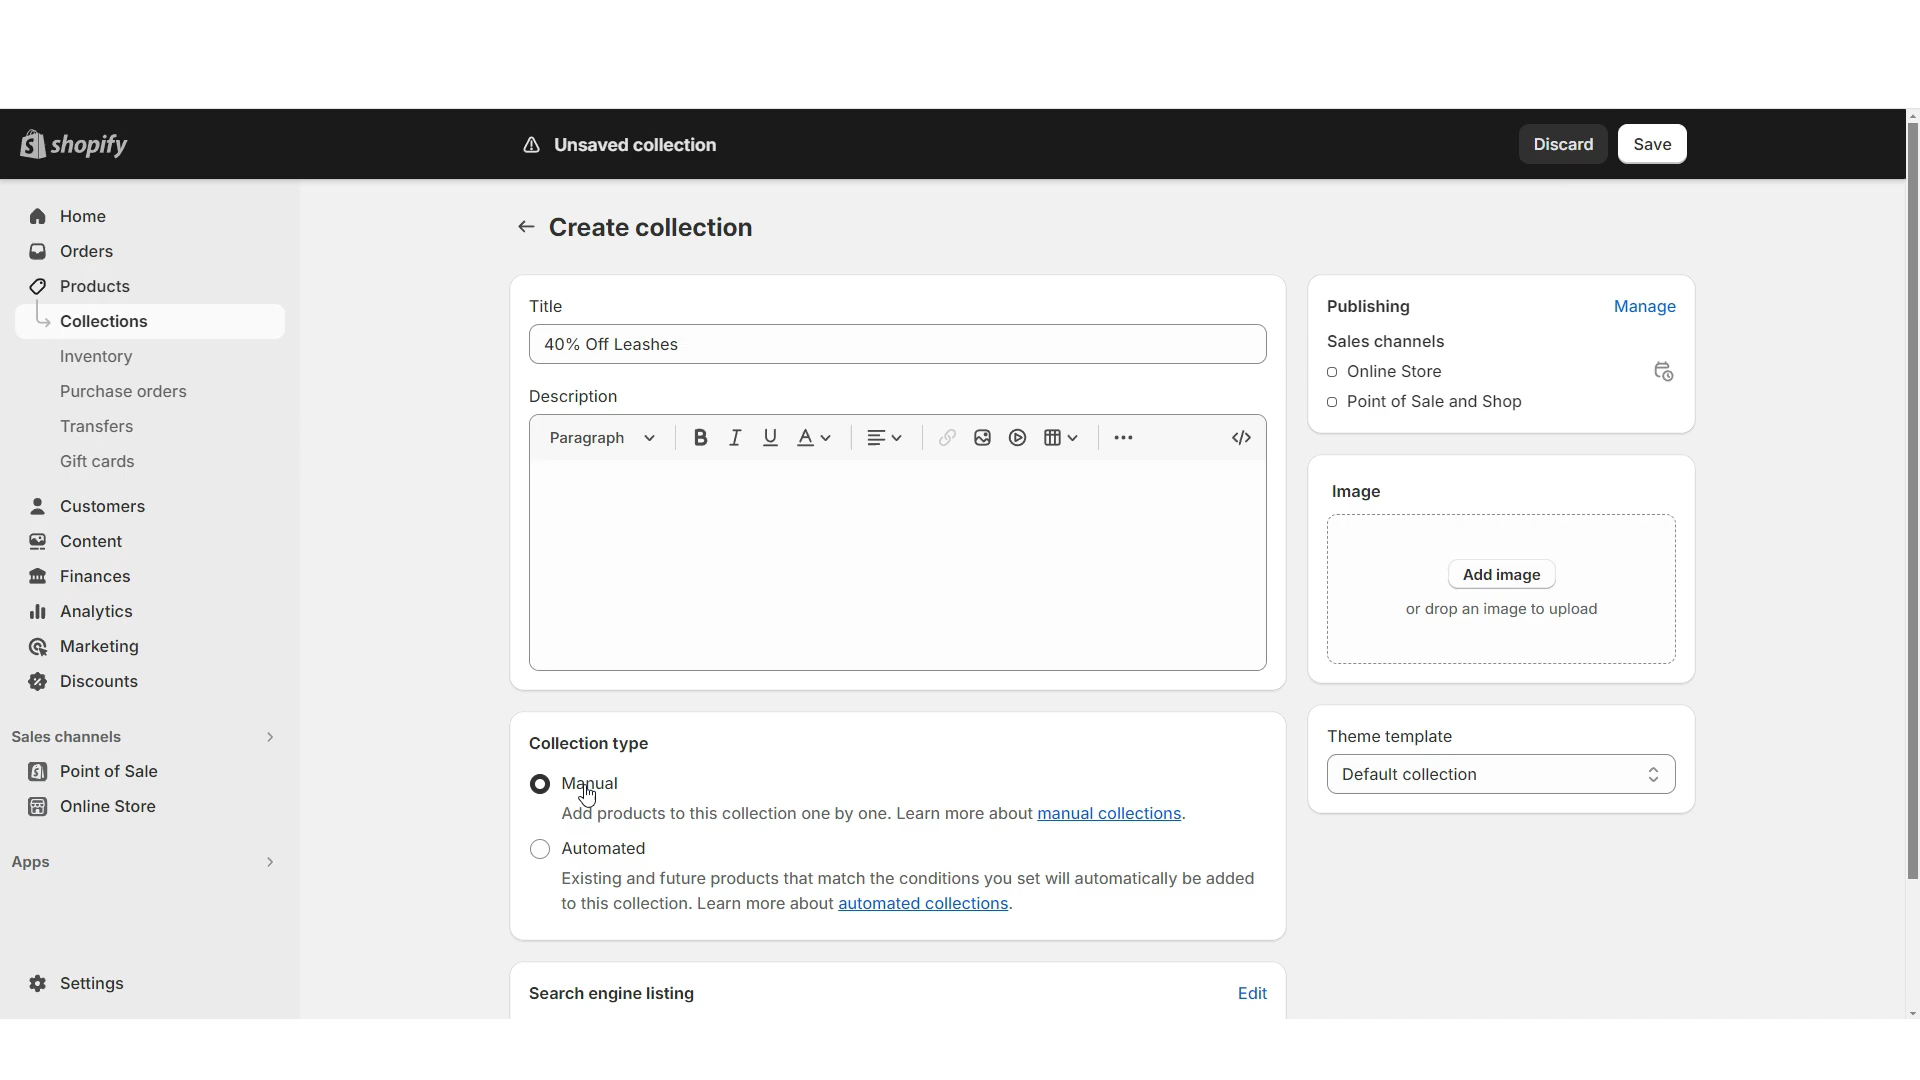 shopify
Unsaved collection
Discard
Save
Home
Orders
Products
Collections
Inventory
Purchase orders
Transfers
Gift cards
Customers
Content
Finances
Analytics
Marketing
Discounts
Sales channels
Point of Sale
Online Store
Apps
Settings
Create collection
Title
40% Off Leashes
Description
Paragraph
Collection type
Manual
Add products to this collection one by one. Learn more about manual collections.
Automated
Existing and future products that match the conditions you set will automatically be added
to this collection. Learn more about automated collections.
Search engine listing
Edit
Publishing
Manage
Sales channels
Online Store
Point of Sale and Shop
Image
Add image
or drop an image to upload
Theme template
Default collection